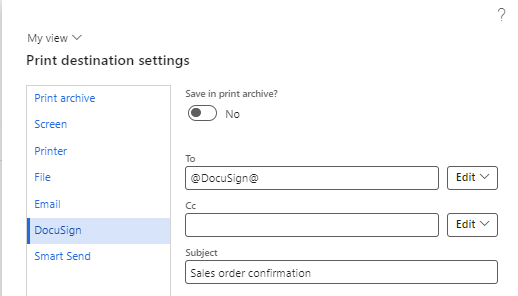 ?
My view
Print destination settings
Print archive
Screen
Printer
File
Email
DocuSign
Smart Send
Save in print archive?
No
To
@DocuSign@
Edit
Cc
Edit
Subject
Sales order confirmation